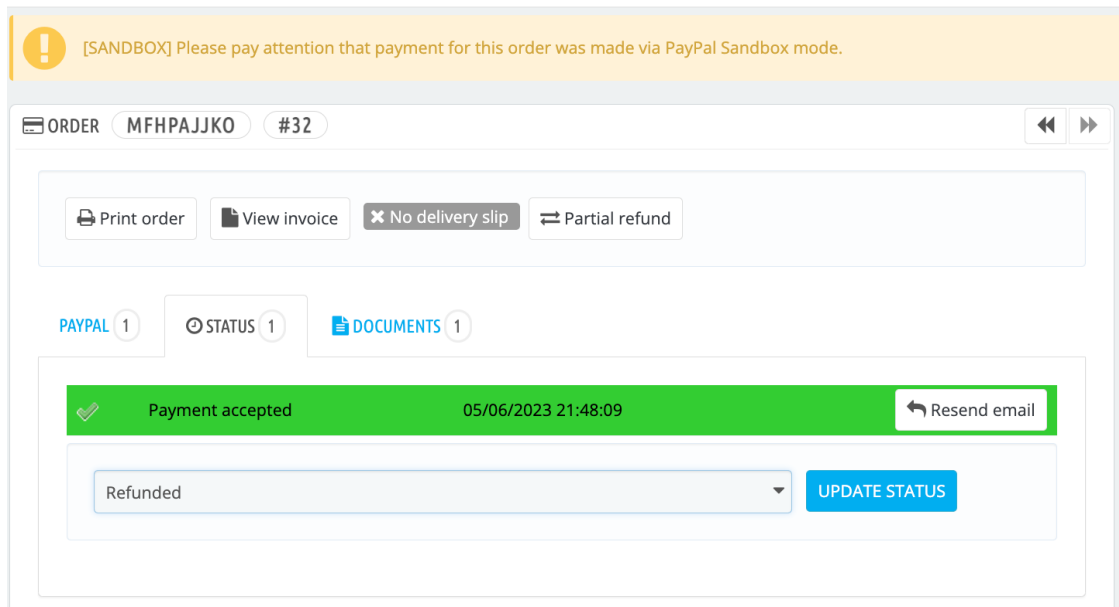 [SANDBOX] Please pay attention that payment for this order was made via PayPal Sandbox mode.
ORDER MFHPAJJKO #32
Print order View invoice No delivery slip Partial refund
PAYPAL 1 STATUS 1 DOCUMENTS 1
Payment accepted 05/06/2023 21:48:09 Resend email
Refunded UPDATE STATUS